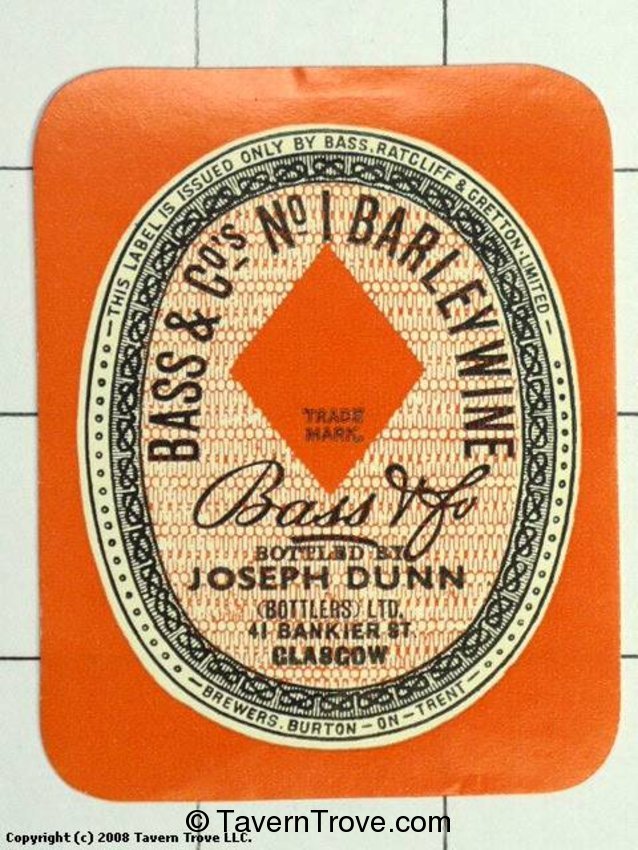 — THIS LABEL IS ISSUED ONLY BY BASS, RATCLIFF & GRETTON·LIMITED —
BASS & Co's No 1 BARLEY WINE
TRADE
MARK.
Bass & Co
BOTTLED BY
JOSEPH DUNN
(BOTTLERS) LTD.
41 BANKIER ST.
GLASGOW
— BREWERS. BURTON — ON — TRENT —
© TavernTrove.com
Copyright (c) 2008 Tavern Trove LLC.